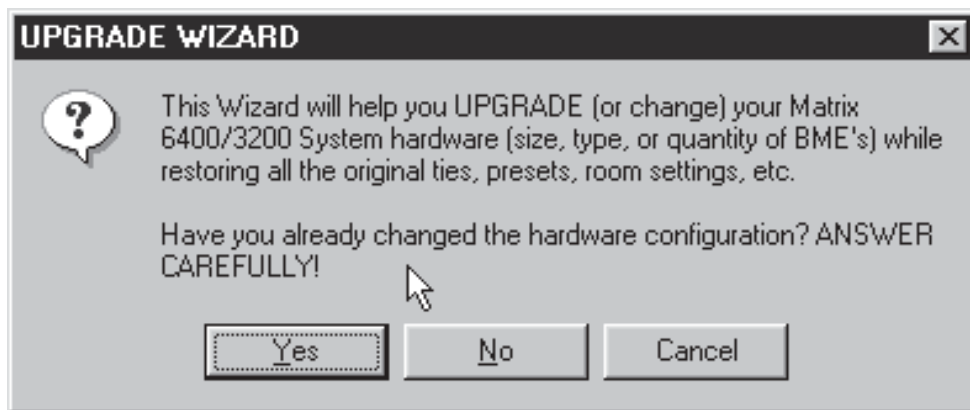 UPGRADE WIZARD
This Wizard will help you UPGRADE (or change) your Matrix
6400/3200 System hardware (size, type, or quantity of BME's) while
restoring all the original ties, presets, room settings, etc.
Have you already changed the hardware configuration? ANSWER
CAREFULLY!
Yes No Cancel